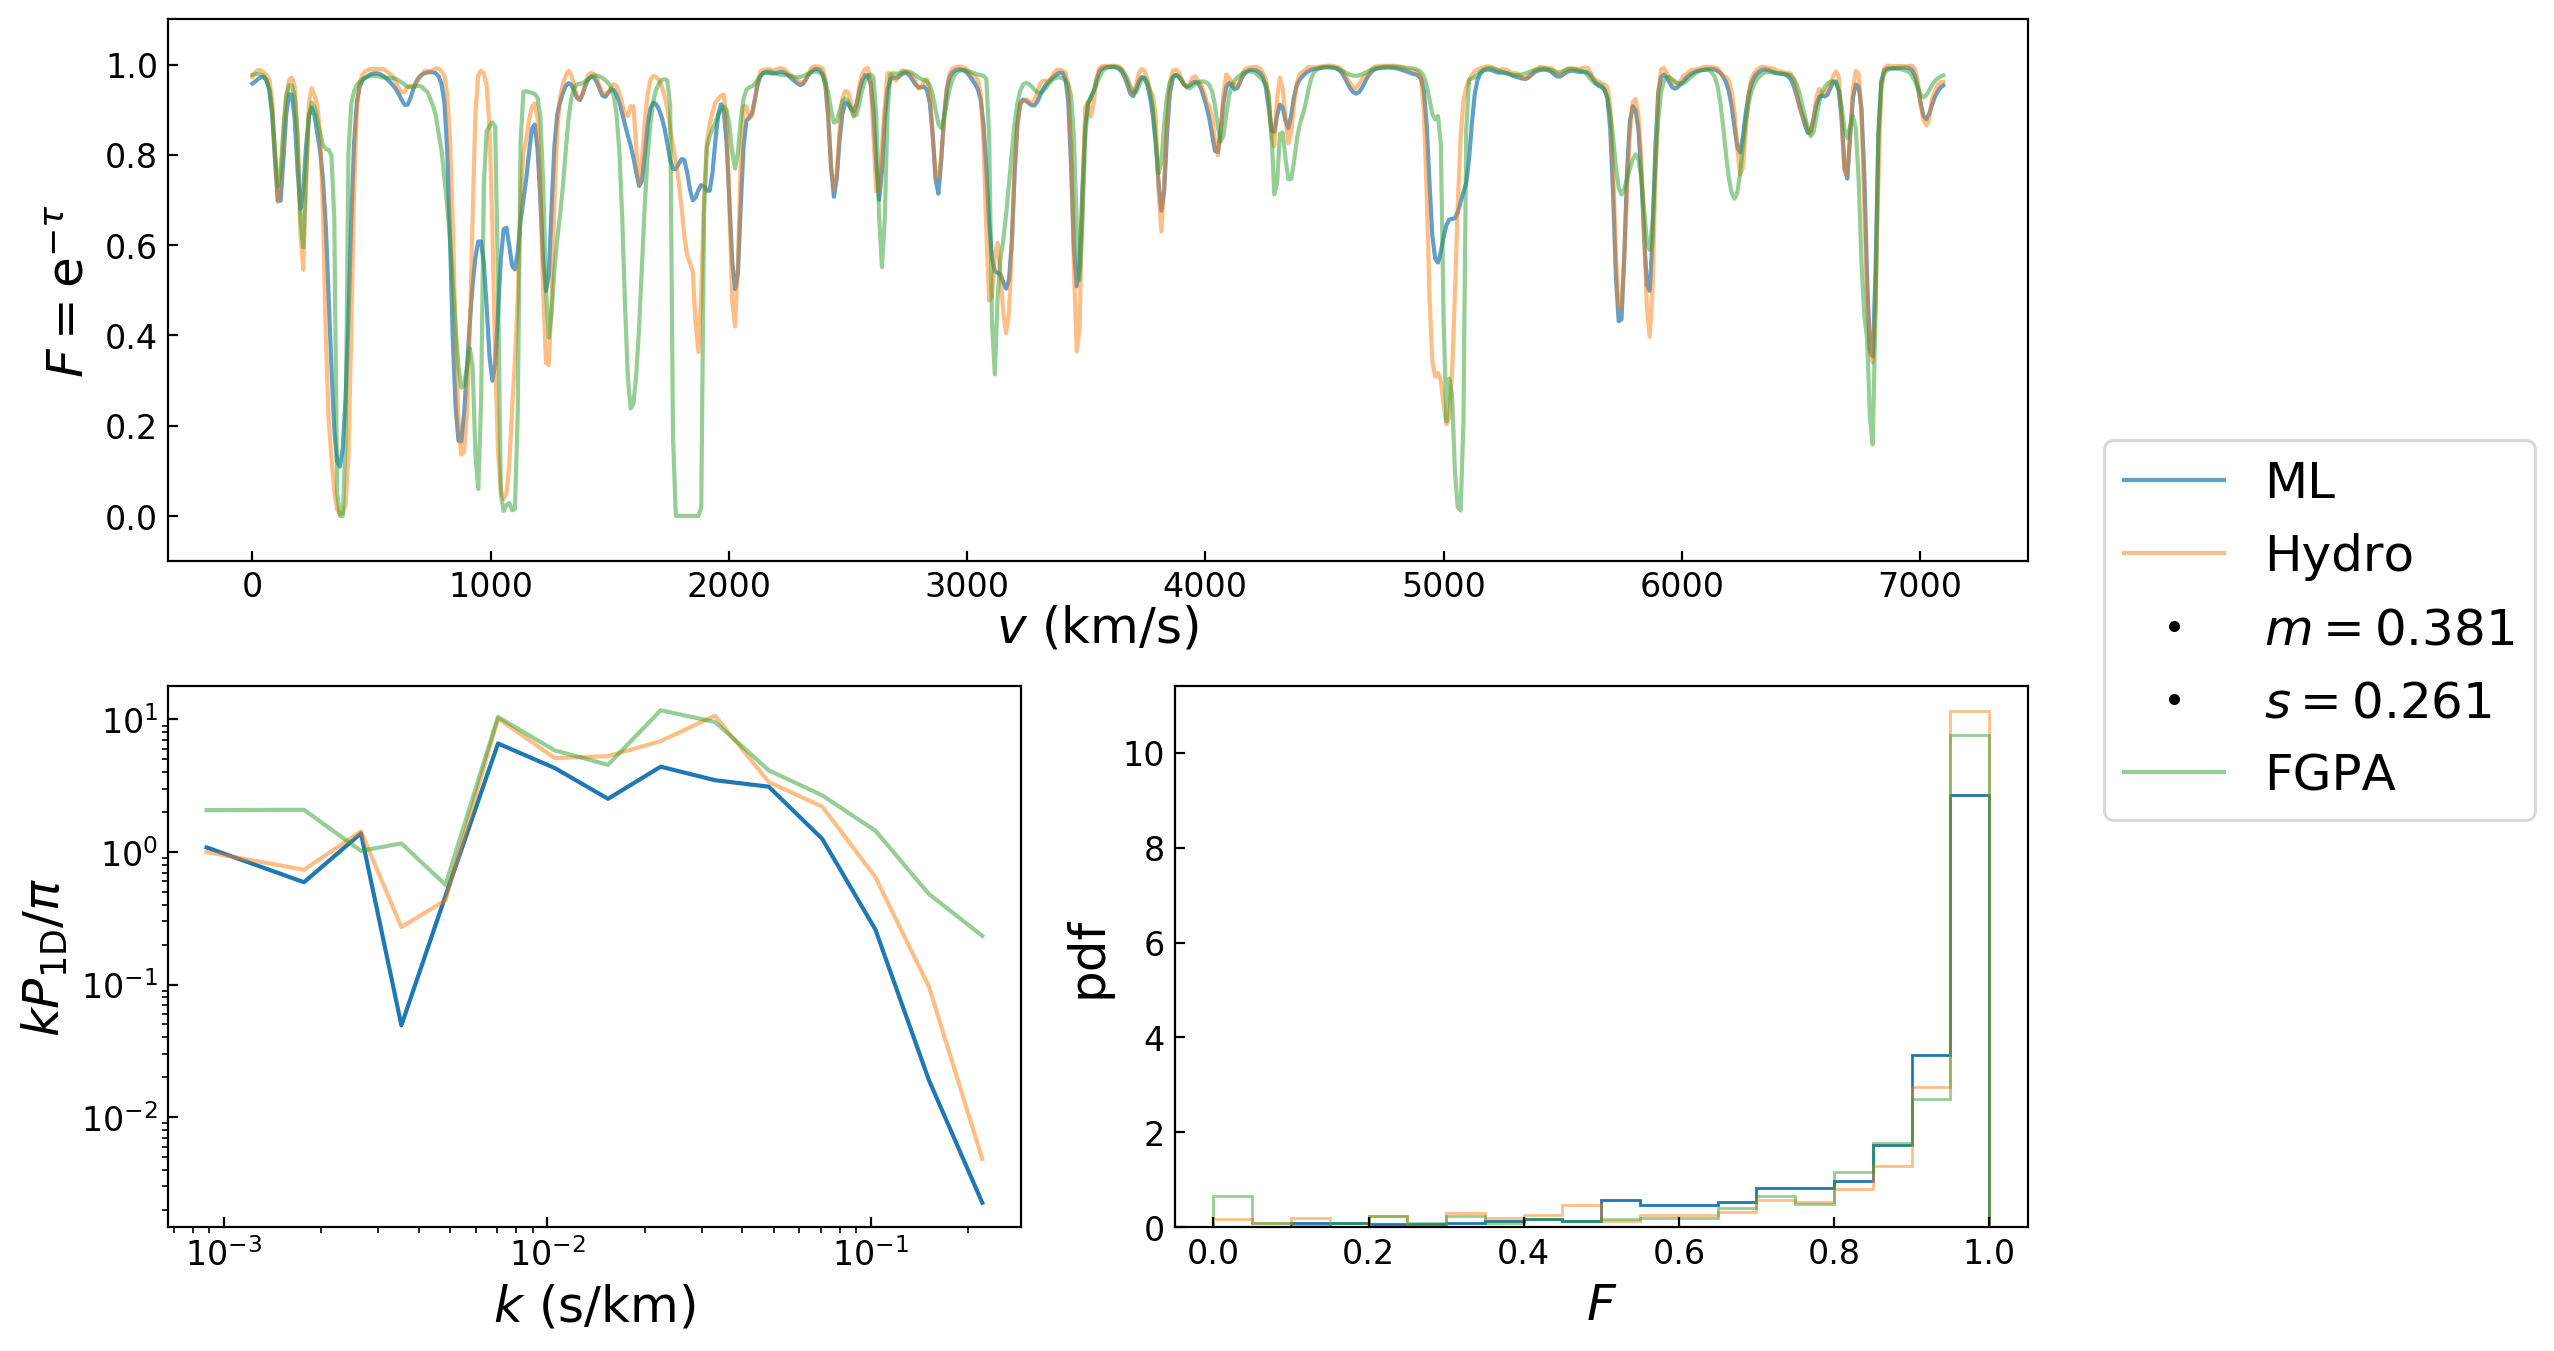 1.0
0.8
0.6
0.4
0.2
0.0
F = e^{-τ}
0 1000 2000 3000 4000 5000 6000 7000
v (km/s)
ML
Hydro
m = 0.381
s = 0.261
FGPA
10^1
10^0
10^{-1}
10^{-2}
kP_{1D}/π
10^{-3} 10^{-2} 10^{-1}
k (s/km)
10
8
6
4
2
0
pdf
0.0 0.2 0.4 0.6 0.8 1.0
F